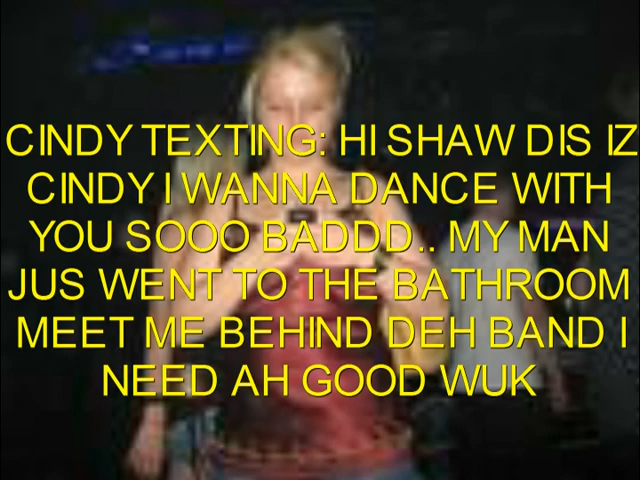 CINDY TEXTING: HI SHAW DIS IZ
CINDY I WANNA DANCE WITH
YOU SOOO BADDD.. MY MAN
JUS WENT TO THE BATHROOM
MEET ME BEHIND DEH BAND I
NEED AH GOOD WUK